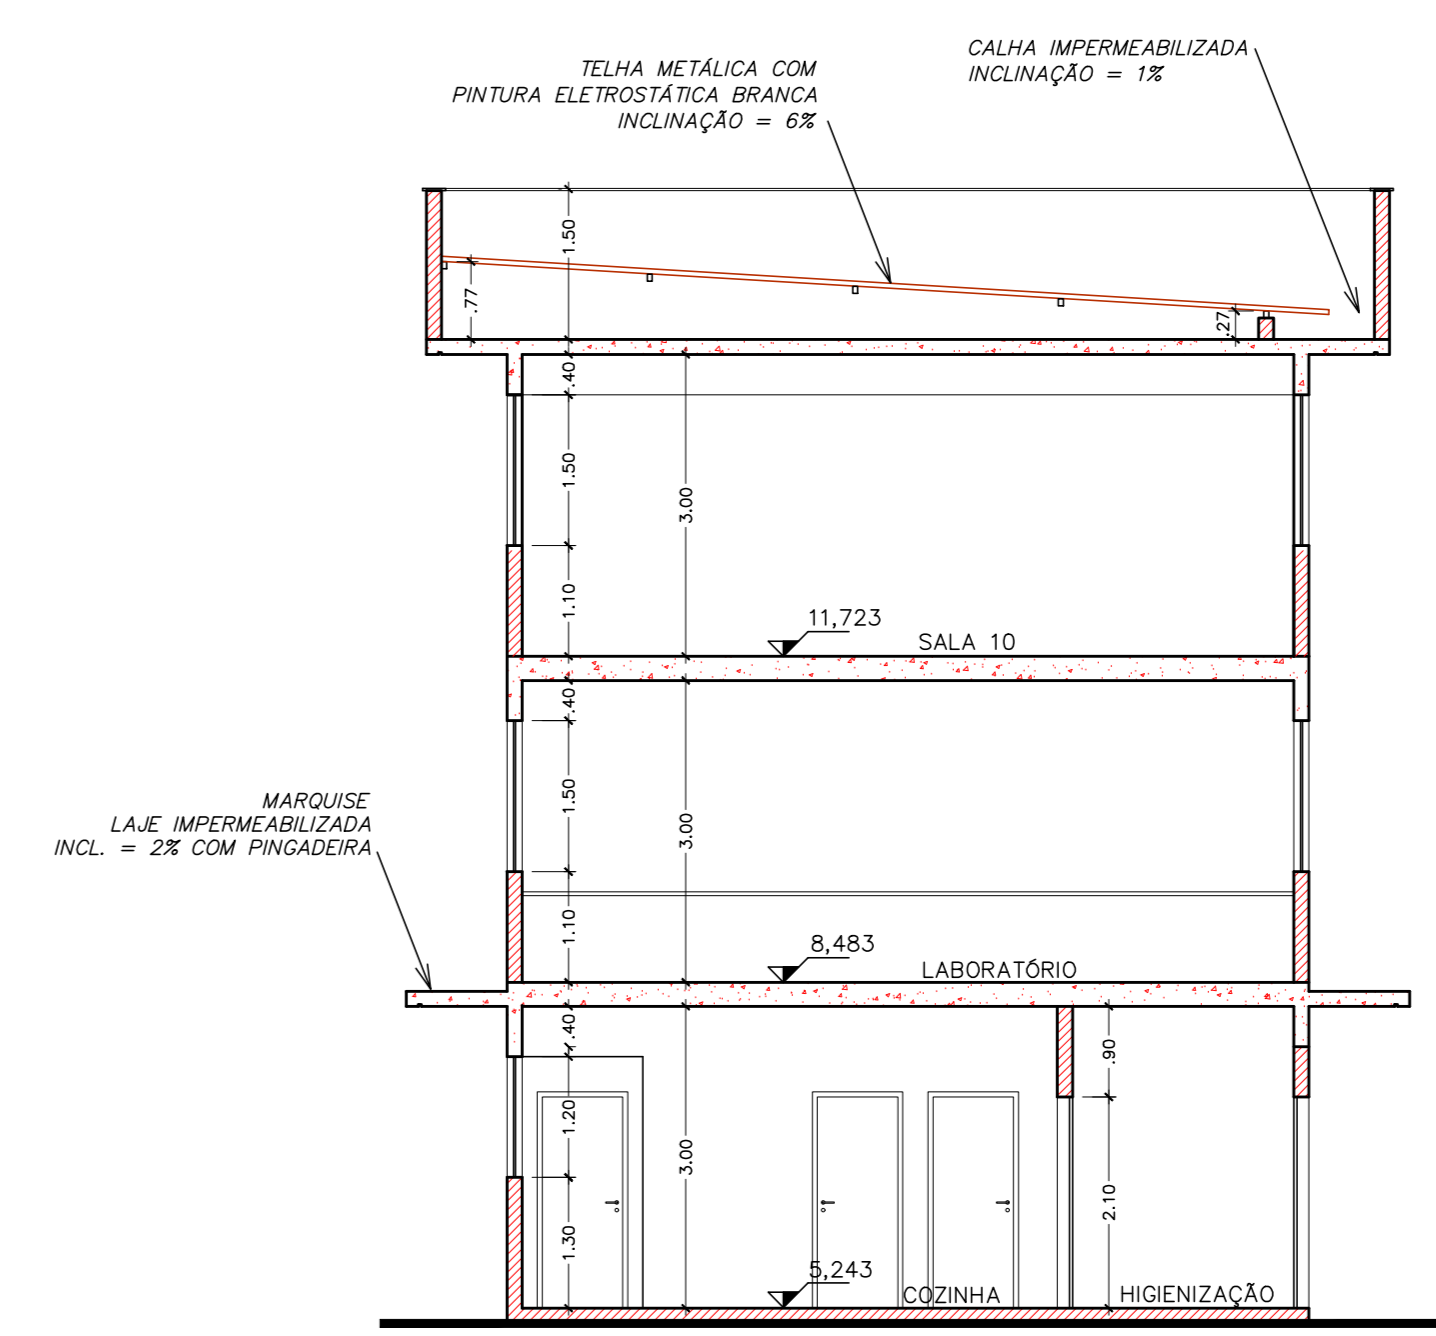 CALHA IMPERMEABILIZADA
INCLINAÇÃO = 1%
TELHA METÁLICA COM
PINTURA ELETROSTÁTICA BRANCA
INCLINAÇÃO = 6%
1.50
.77
.27
.40
1.50
3.00
1.10
11,723
SALA 10
.40
1.50
3.00
MARQUISE
LAJE IMPERMEABILIZADA
INCL. = 2% COM PINGADEIRA
1.10
8,483
LABORATÓRIO
.40
.90
1.20
3.00
2.10
1.30
5,243
COZINHA
HIGIENIZAÇÃO